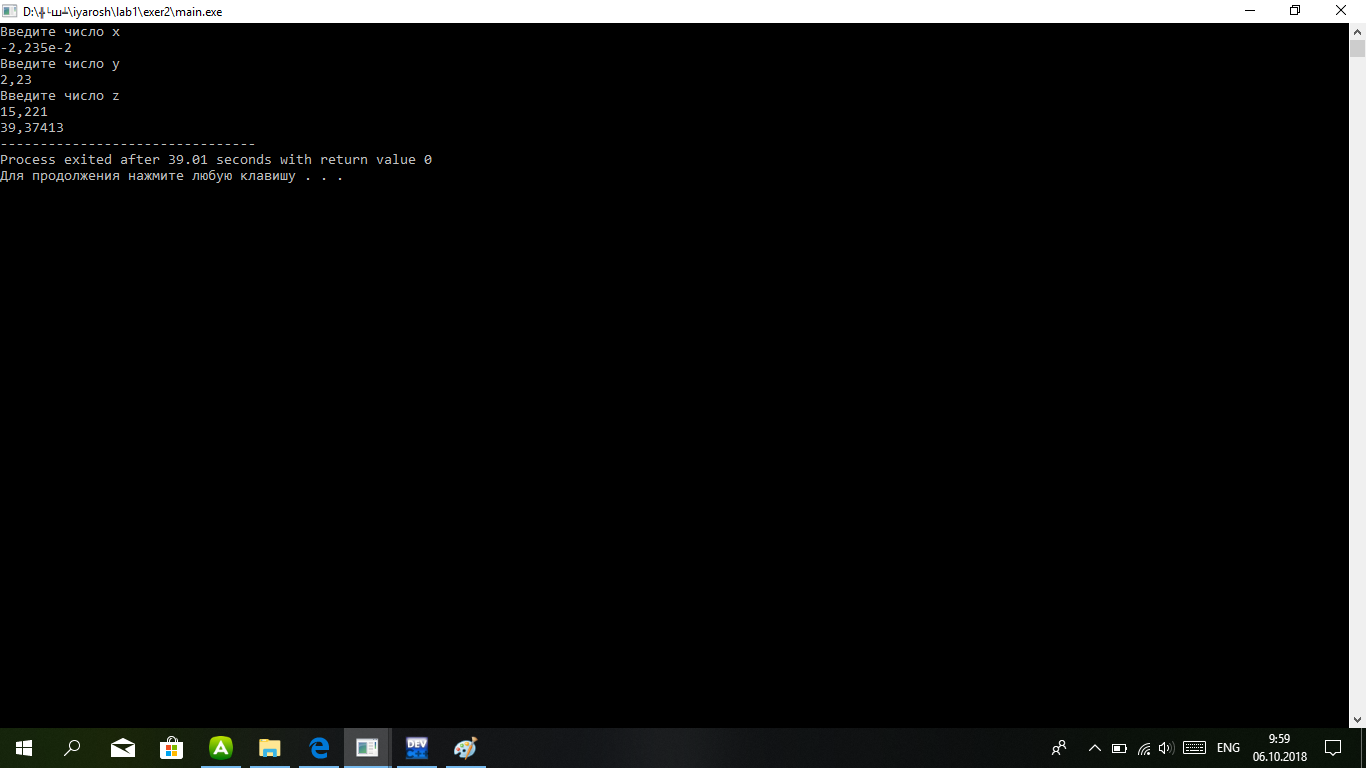 D:\╬└ш┴\iyarosh\lab1\exer2\main.exe
Введите число x
-2,235e-2
Введите число y
2,23
Введите число z
15,221
39,37413
--------------------------------
Process exited after 39.01 seconds with return value 0
Для продолжения нажмите любую клавишу . . .
A
e
DEV
C++
ENG
9:59
06.10.2018